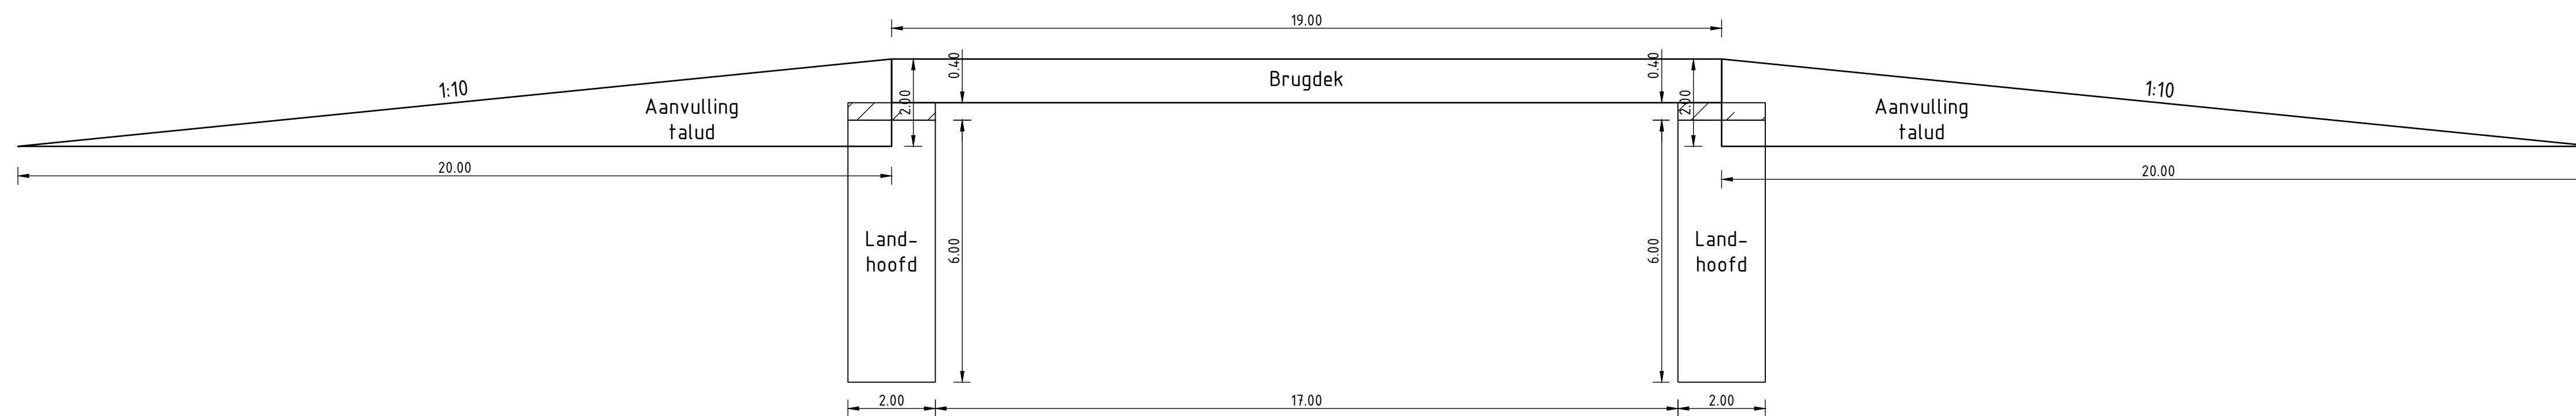 19.00
0.40
0.40
1:10
Brugdek
1:10
2.00
2.00
Aanvulling
talud
Aanvulling
talud
20.00
20.00
Land-
hoofd
6.00
6.00
Land-
hoofd
2.00
17.00
2.00